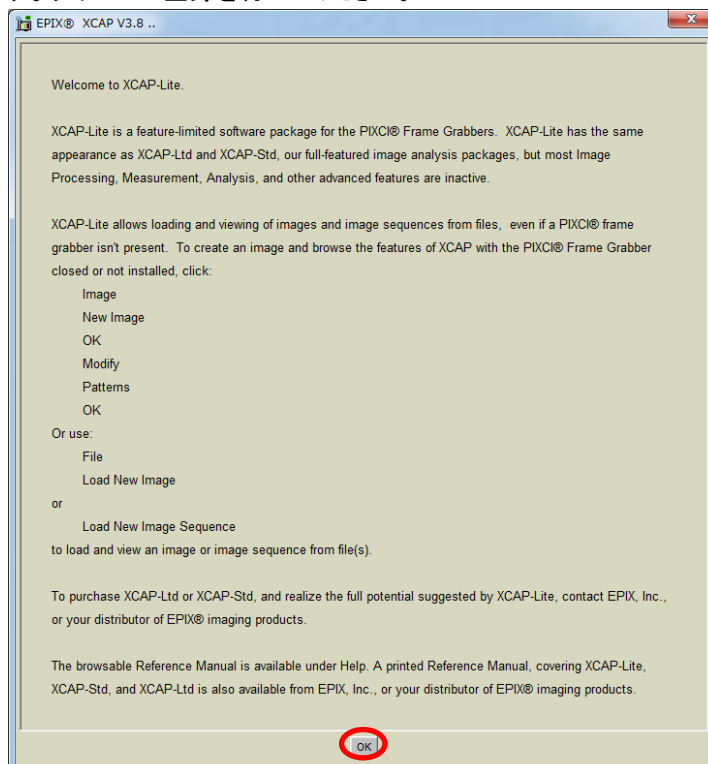 EPIX® XCAP V3.8 ..
Welcome to XCAP-Lite.
XCAP-Lite is a feature-limited software package for the PIXCI® Frame Grabbers. XCAP-Lite has the same
appearance as XCAP-Ltd and XCAP-Std, our full-featured image analysis packages, but most Image
Processing, Measurement, Analysis, and other advanced features are inactive.
XCAP-Lite allows loading and viewing of images and image sequences from files, even if a PIXCI® frame
grabber isn't present. To create an image and browse the features of XCAP with the PIXCI® Frame Grabber
closed or not installed, click:
Image
New Image
OK
Modify
Patterns
OK
Or use:
File
Load New Image
or
Load New Image Sequence
to load and view an image or image sequence from file(s).
To purchase XCAP-Ltd or XCAP-Std, and realize the full potential suggested by XCAP-Lite, contact EPIX, Inc.,
or your distributor of EPIX® imaging products.
The browsable Reference Manual is available under Help. A printed Reference Manual, covering XCAP-Lite,
XCAP-Std, and XCAP-Ltd is also available from EPIX, Inc., or your distributor of EPIX® imaging products.
OK